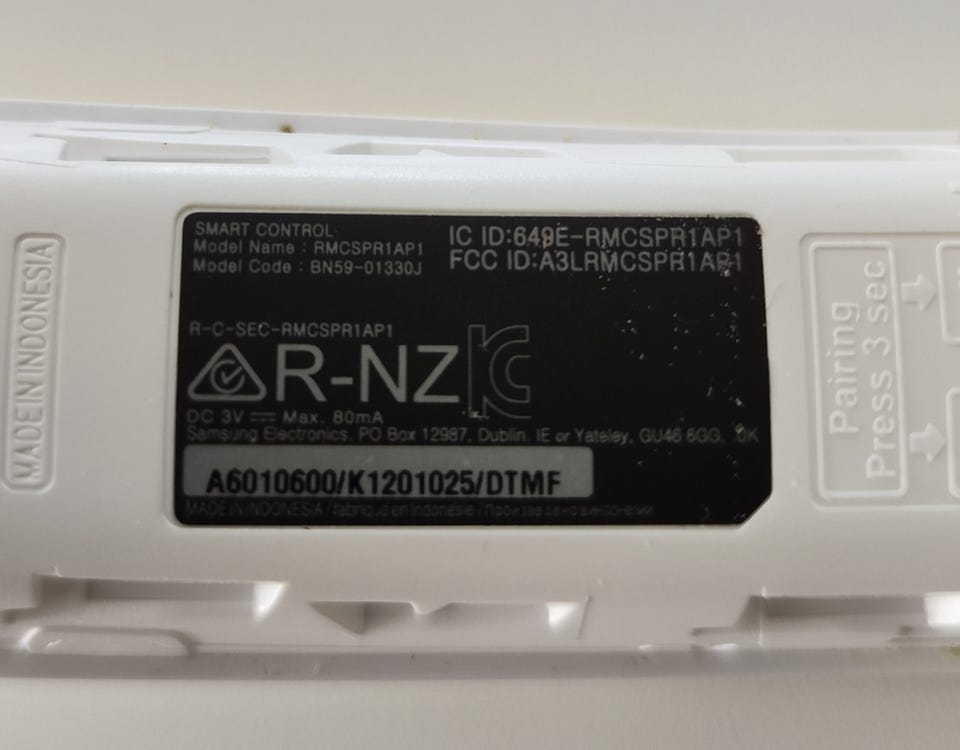 SMART CONTROL
Model Name : RMCSPR1AP1
Model Code : BN59-01330J
IC ID:649E-RMCSPR1AP1
FCC ID:A3LRMCSPR1AP1
R-C-SEC-RMCSPR1AP1
R-NZ
DC 3V Max. 80mA
Samsung Electronics. PO Box 12987, Dublin. IE or Yateley, GU46 6GG. UK
A6010600/K1201025/DTMF
MADE IN INDONESIA / fabriqué en Indonésie / Произведено в Индонезии
MADE IN INDONESIA
Pairing
Press 3 sec